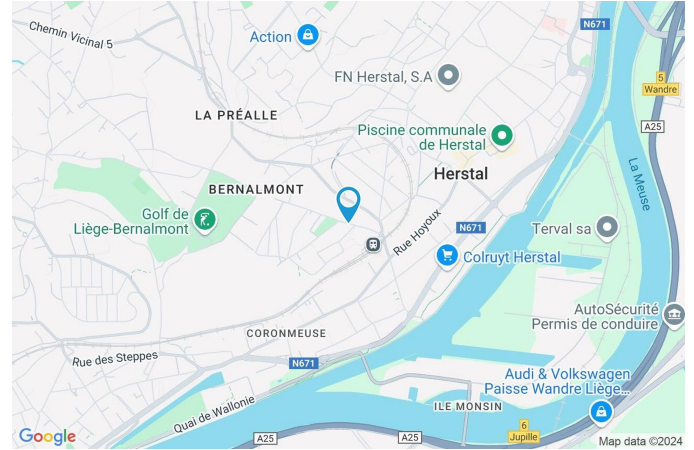 Chemin Vicinal 5
Action
N671
5
Wandre
FN Herstal, S.A
A25
LA PRÉALLE
Piscine communale
de Herstal
La Meuse
Herstal
BERNALMONT
Golf de
Liège-Bernalmont
N671
Terval sa
Rue Hoyoux
Colruyt Herstal
AutoSécurité
Permis de conduire
CORONMEUSE
Rue des Steppes
N671
Audi & Volkswagen
Paisse Wandre Liège...
Quai de Wallonie
ILE MONSIN
6
Jupille
A25
A25
Google
Map data ©2024